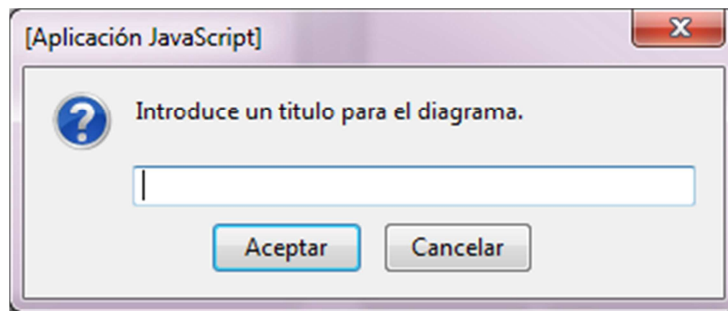 [Aplicación JavaScript]
Introduce un titulo para el diagrama.
Aceptar
Cancelar